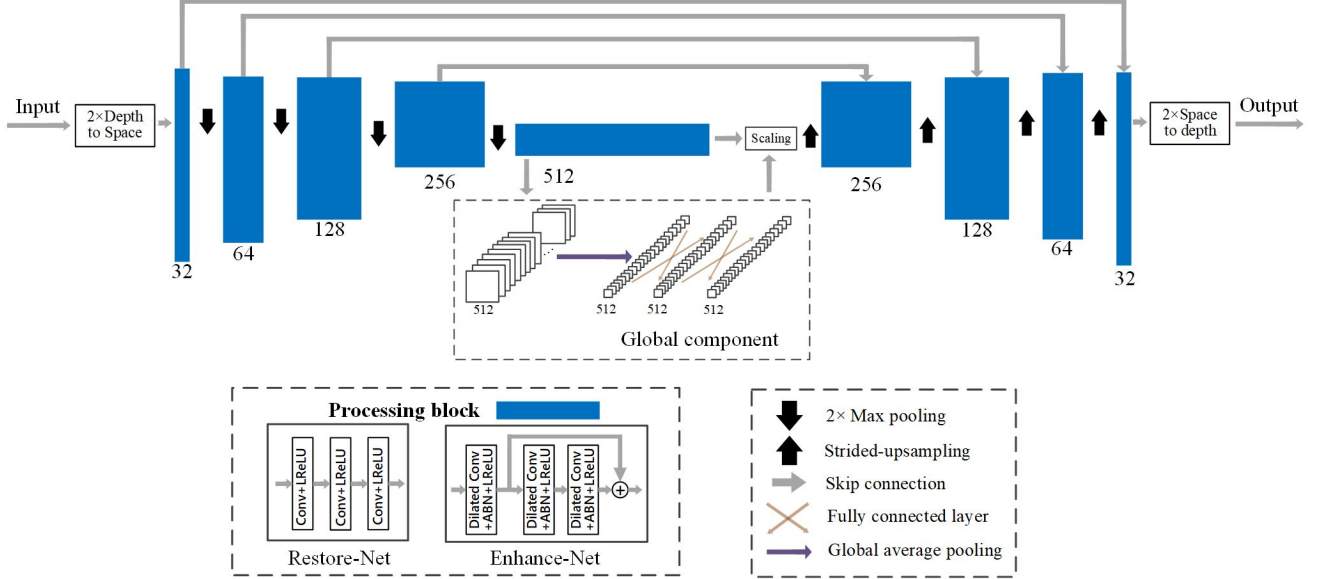 Input
2×Depth
to Space
32
64
128
256
512
Scaling
256
128
64
32
2×Space
to depth
Output
512
512
512
512
Global component
Processing block
Conv+LReLU
Conv+LReLU
Conv+LReLU
Restore-Net
Dilated Conv
+ABN+LReLU
Dilated Conv
+ABN+LReLU
Dilated Conv
+ABN+LReLU
Enhance-Net
2× Max pooling
Strided-upsampling
Skip connection
Fully connected layer
Global average pooling